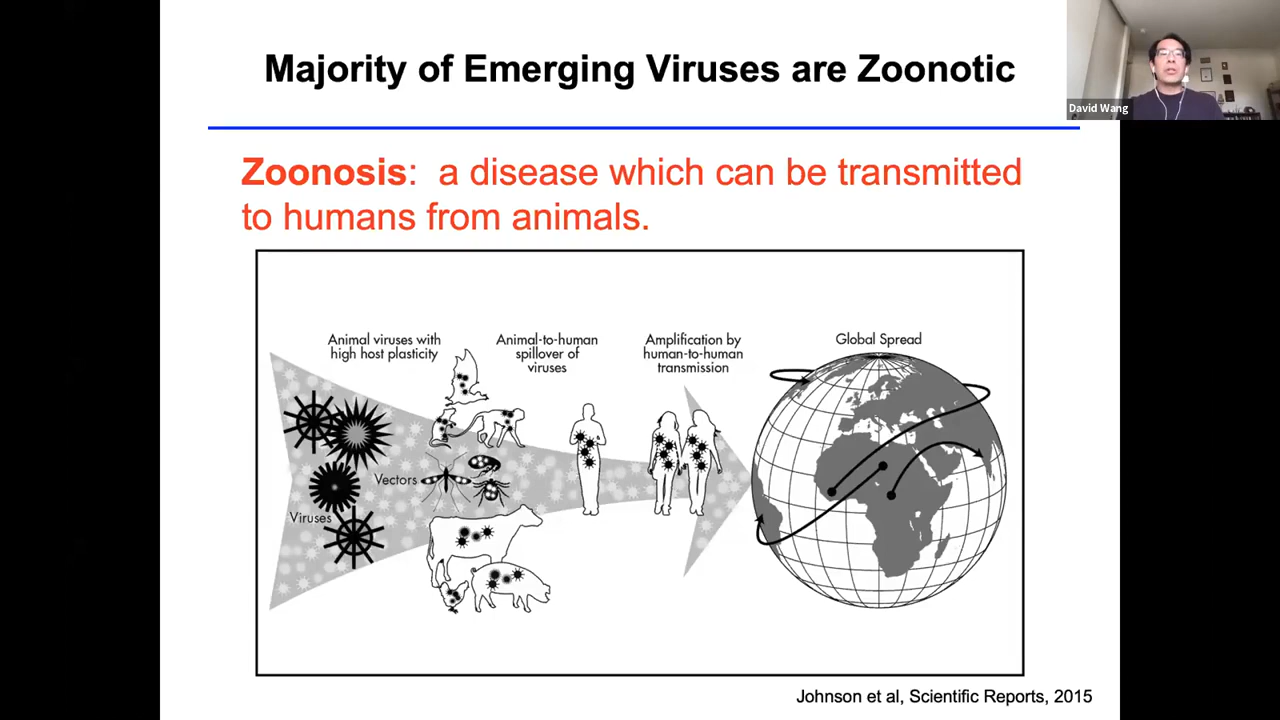 Majority of Emerging Viruses are Zoonotic
David Wang
Zoonosis: a disease which can be transmitted
to humans from animals.
Animal viruses with
high host plasticity
Animal-to-human
spillover of
viruses
Amplification by
human-to-human
transmission
Global Spread
Vectors
Viruses
Johnson et al, Scientific Reports, 2015